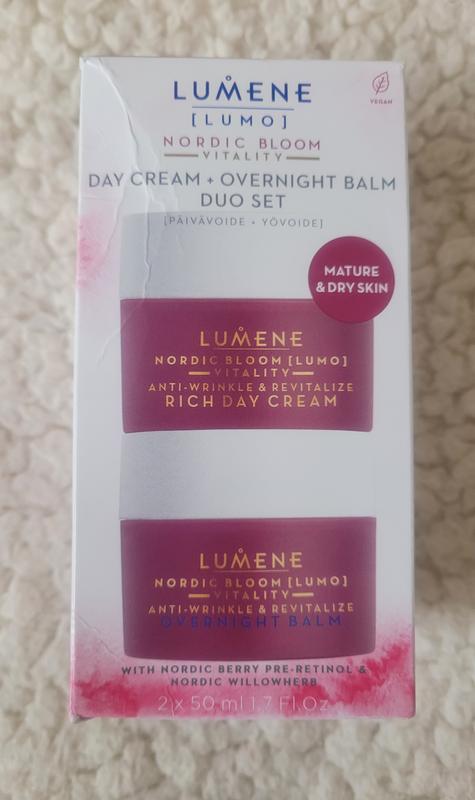 LUMENE
[LUMO]
VEGAN
NORDIC BLOOM
VITALITY
DAY CREAM + OVERNIGHT BALM
DUO SET
[PÄIVÄVOIDE + YÖVOIDE]
MATURE
& DRY SKIN
LUMENE
NORDIC BLOOM [LUMO]
VITALITY
ANTI-WRINKLE & REVITALIZE
RICH DAY CREAM
LUMENE
NORDIC BLOOM [LUMO]
VITALITY
ANTI-WRINKLE & REVITALIZE
OVERNIGHT BALM
WITH NORDIC BERRY PRE-RETINOL &
NORDIC WILLOWHERB
2 x 50 ml 1.7 Fl.Oz